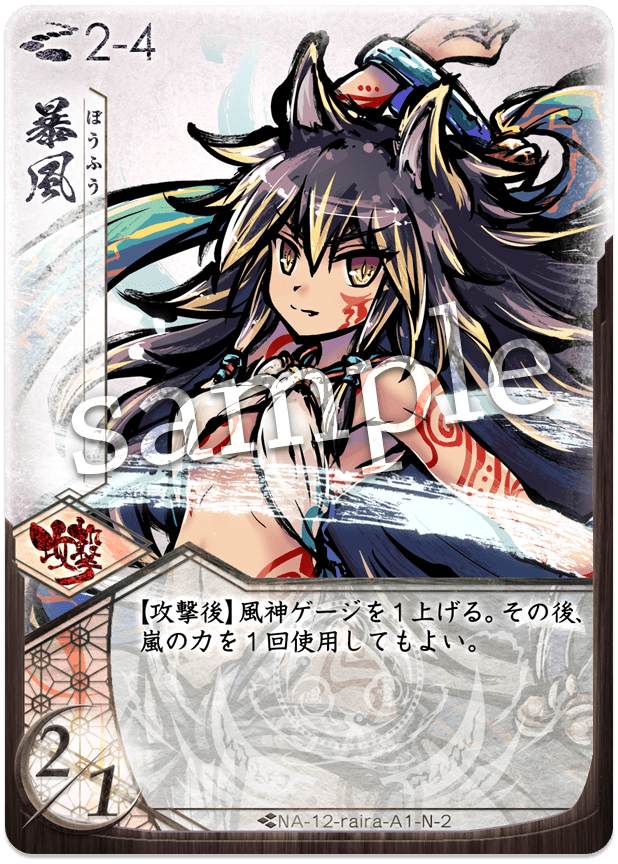 2-4
暴風
ぼうふう
sample
攻撃
【攻撃後】風神ゲージを1上げる。その後、
嵐の力を1回使用してもよい。
2/1
NA-12-raira-A1-N-2